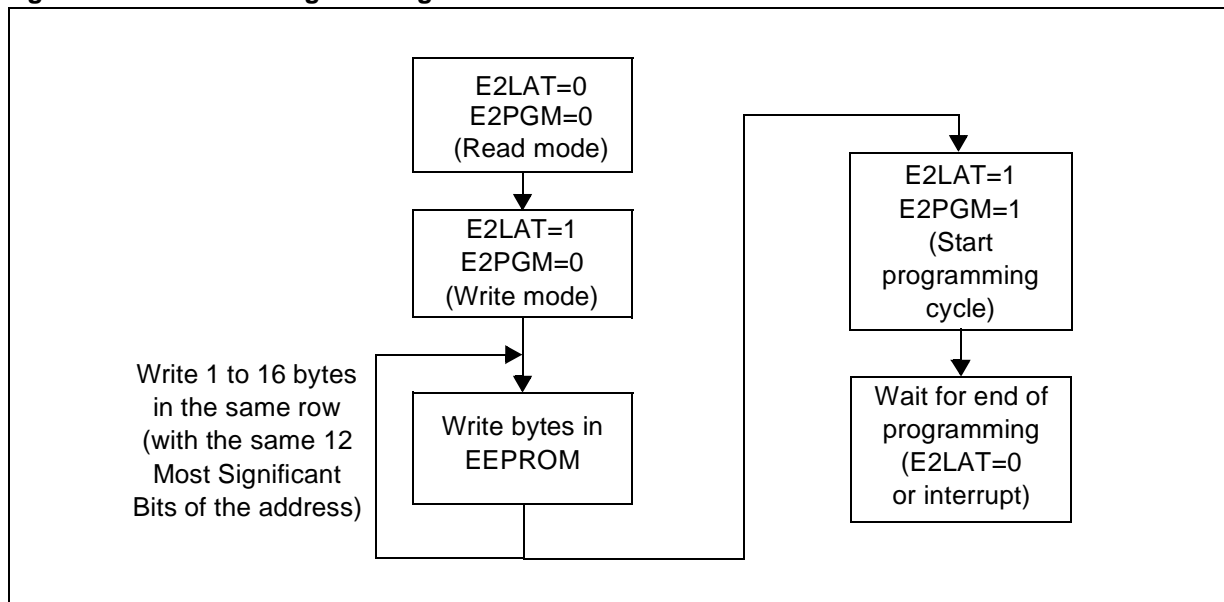 E2LAT=0
E2PGM=0
(Read mode)
E2LAT=1
E2PGM=0
(Write mode)
Write 1 to 16 bytes
in the same row
(with the same 12
Most Significant
Bits of the address)
Write bytes in
EEPROM
E2LAT=1
E2PGM=1
(Start
programming
cycle)
Wait for end of
programming
(E2LAT=0
or interrupt)